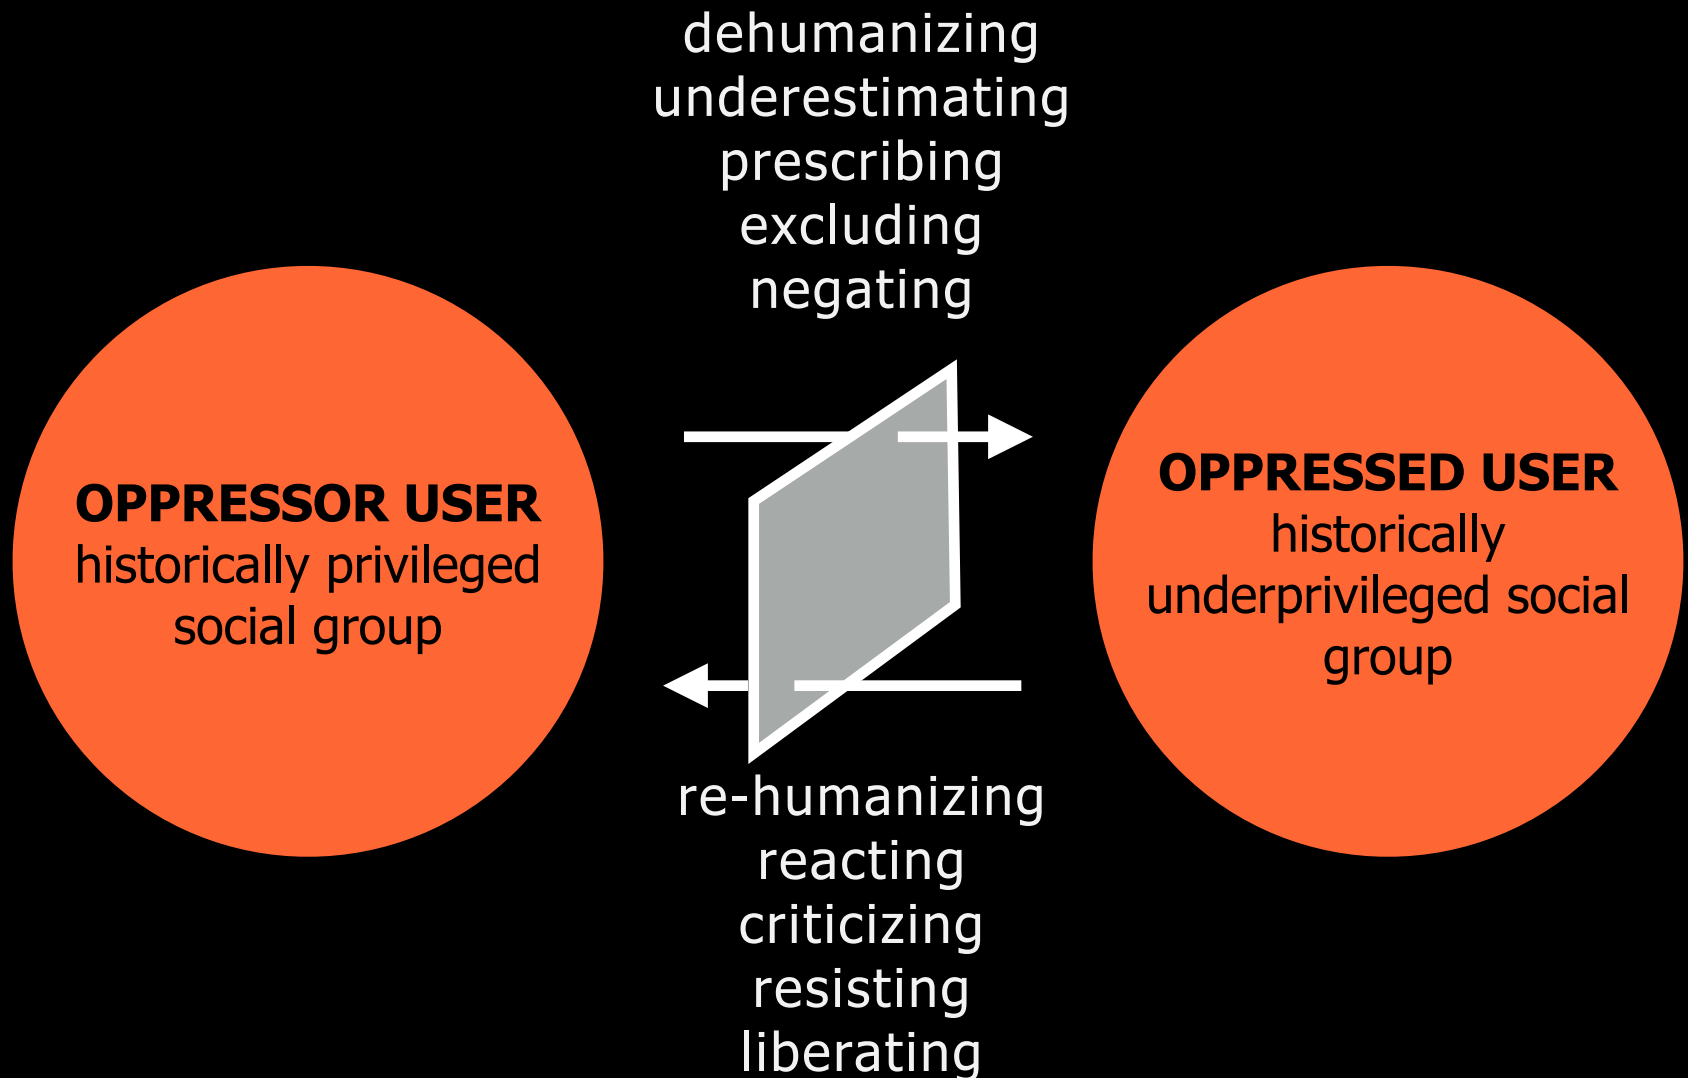 dehumanizing
underestimating
prescribing
excluding
negating
OPPRESSOR USER
historically privileged
social group
OPPRESSED USER
historically
underprivileged social
group
re-humanizing
reacting
criticizing
resisting
liberating